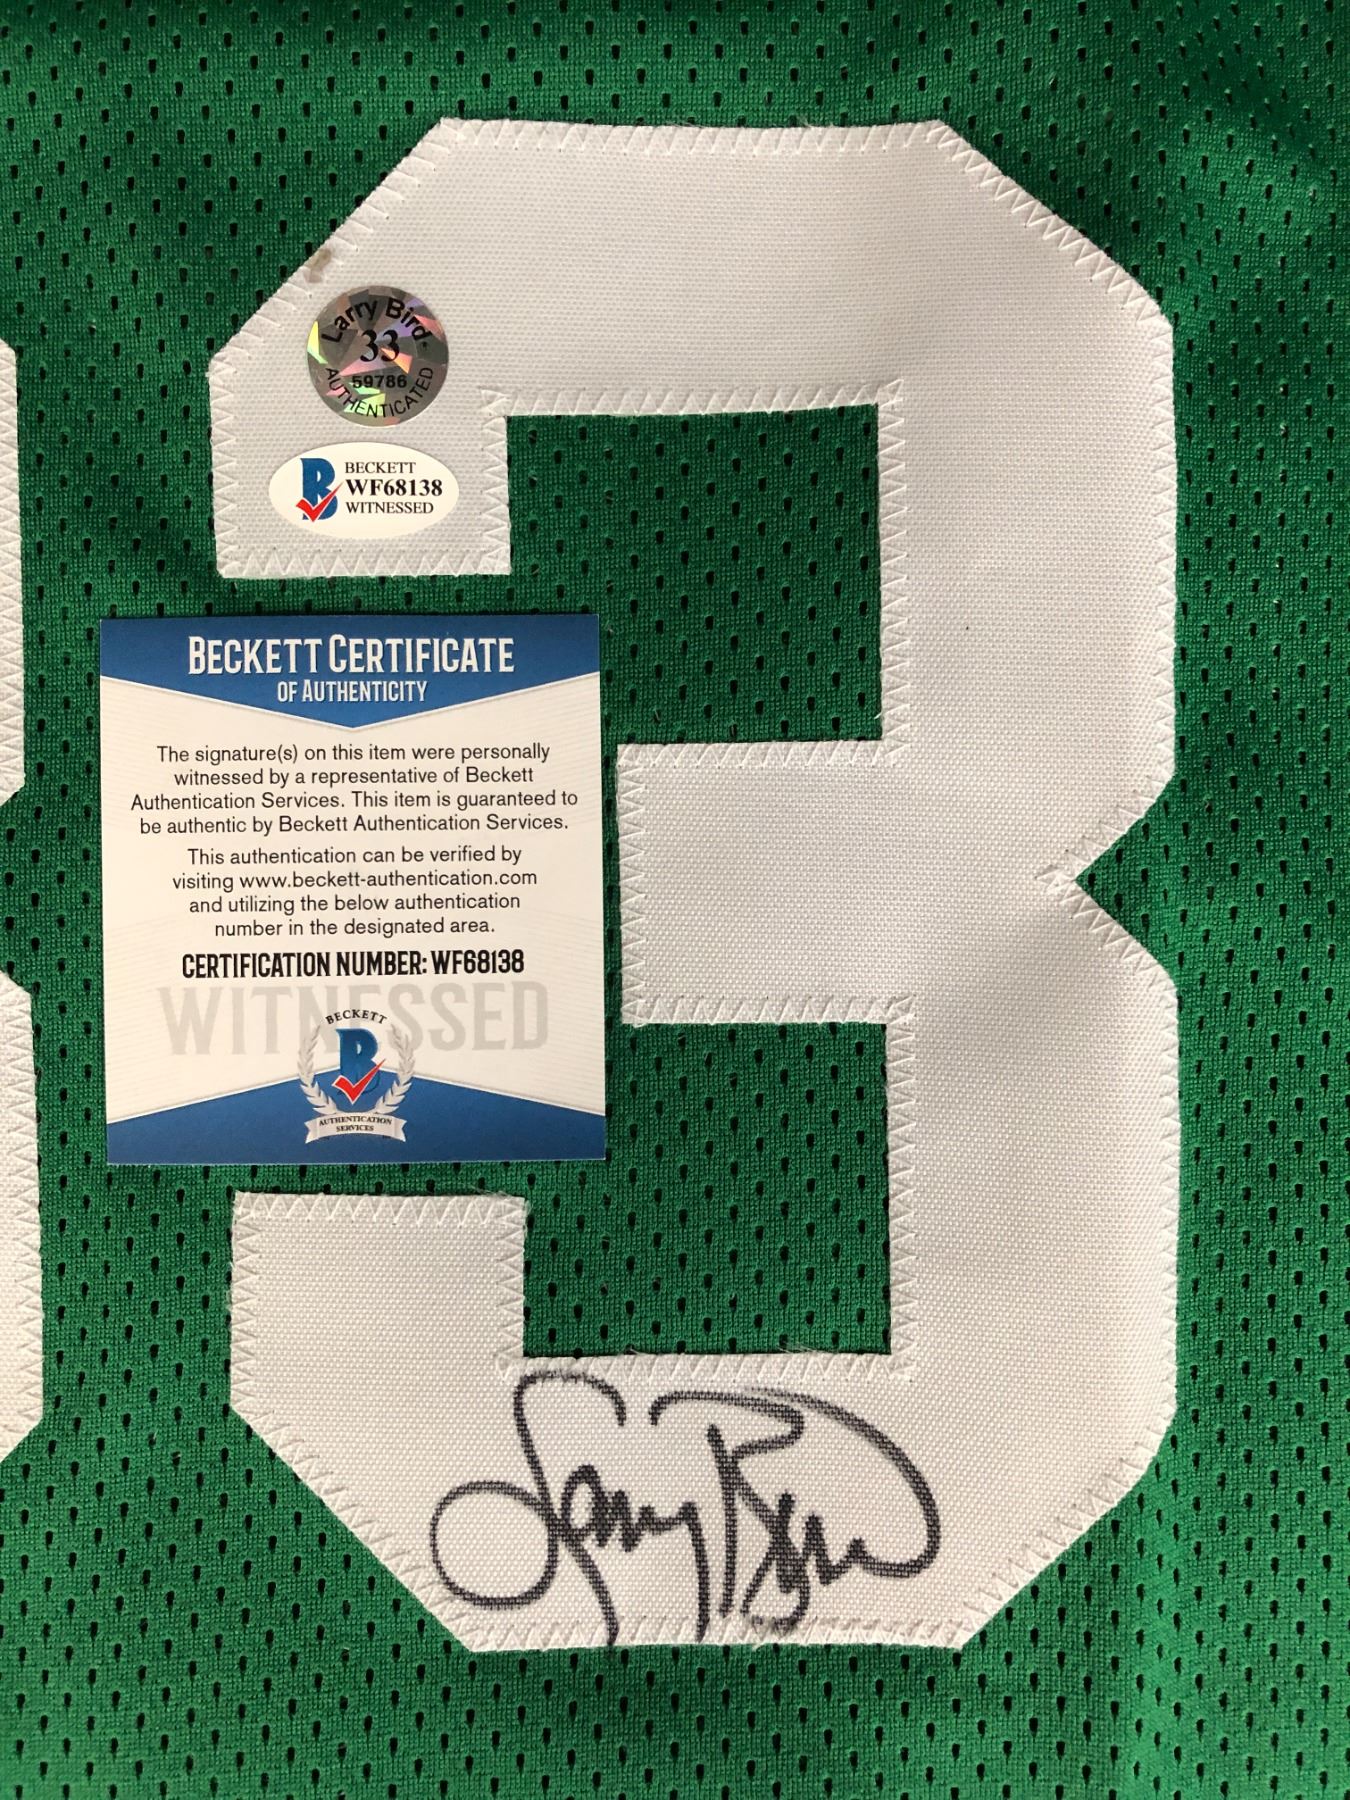 Larry Bird
33
59786
AUTHENTICATED
BECKETT
WF68138
WITNESSED
BECKETT CERTIFICATE
OF AUTHENTICITY
The signature(s) on this item were personally
witnessed by a representative of Beckett
Authentication Services. This item is guaranteed to
be authentic by Beckett Authentication Services.
This authentication can be verified by
visiting www.beckett-authentication.com
and utilizing the below authentication
number in the designated area.
CERTIFICATION NUMBER: WF68138
WITNESSED
BECKETT
B
AUTHENTICATION
SERVICES
3
Larry Bird